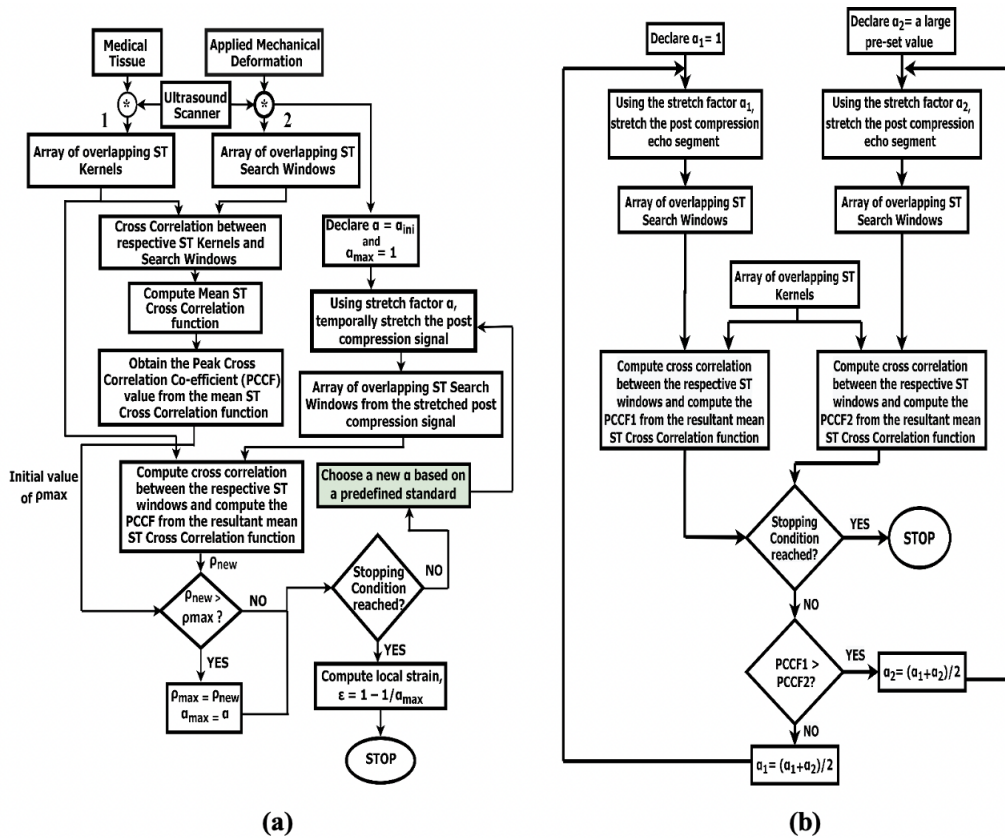 Medical
Tissue
Applied Mechanical
Deformation
Ultrasound
Scanner
*
*
1
2
Array of overlapping ST
Kernels
Array of overlapping ST
Search Windows
Cross Correlation between
respective ST Kernels and
Search Windows
Declare α = αini
and
αmax = 1
Compute Mean ST
Cross Correlation
function
Using stretch factor α,
temporally stretch the post
compression signal
Obtain the Peak Cross
Correlation Co-efficient (PCCF)
value from the mean ST
Cross Correlation function
Array of overlapping ST Search
Windows from the stretched post
compression signal
Initial value
of ρmax
Compute cross correlation
between the respective ST
windows and compute the
PCCF from the resultant mean
ST Cross Correlation function
Choose a new α based on
a predefined standard
ρnew
ρnew >
ρmax ?
NO
YES
ρmax = ρnew
αmax = α
Stopping
Condition
reached?
NO
YES
Compute local strain,
ε = 1 − 1/αmax
STOP
(a)
Declare α1= 1
Declare α2= a large
pre-set value
Using the stretch factor α1,
stretch the post compression
echo segment
Using the stretch factor α2,
stretch the post compression
echo segment
Array of overlapping ST
Search Windows
Array of overlapping ST
Search Windows
Array of overlapping ST
Kernels
Compute cross correlation
between the respective ST
windows and compute the
PCCF1 from the resultant mean
ST Cross Correlation function
Compute cross correlation
between the respective ST
windows and compute the
PCCF2 from the resultant mean
ST Cross Correlation function
Stopping
Condition
reached?
YES
STOP
NO
PCCF1 >
PCCF2?
YES
α2= (α1+α2)/2
NO
α1= (α1+α2)/2
(b)